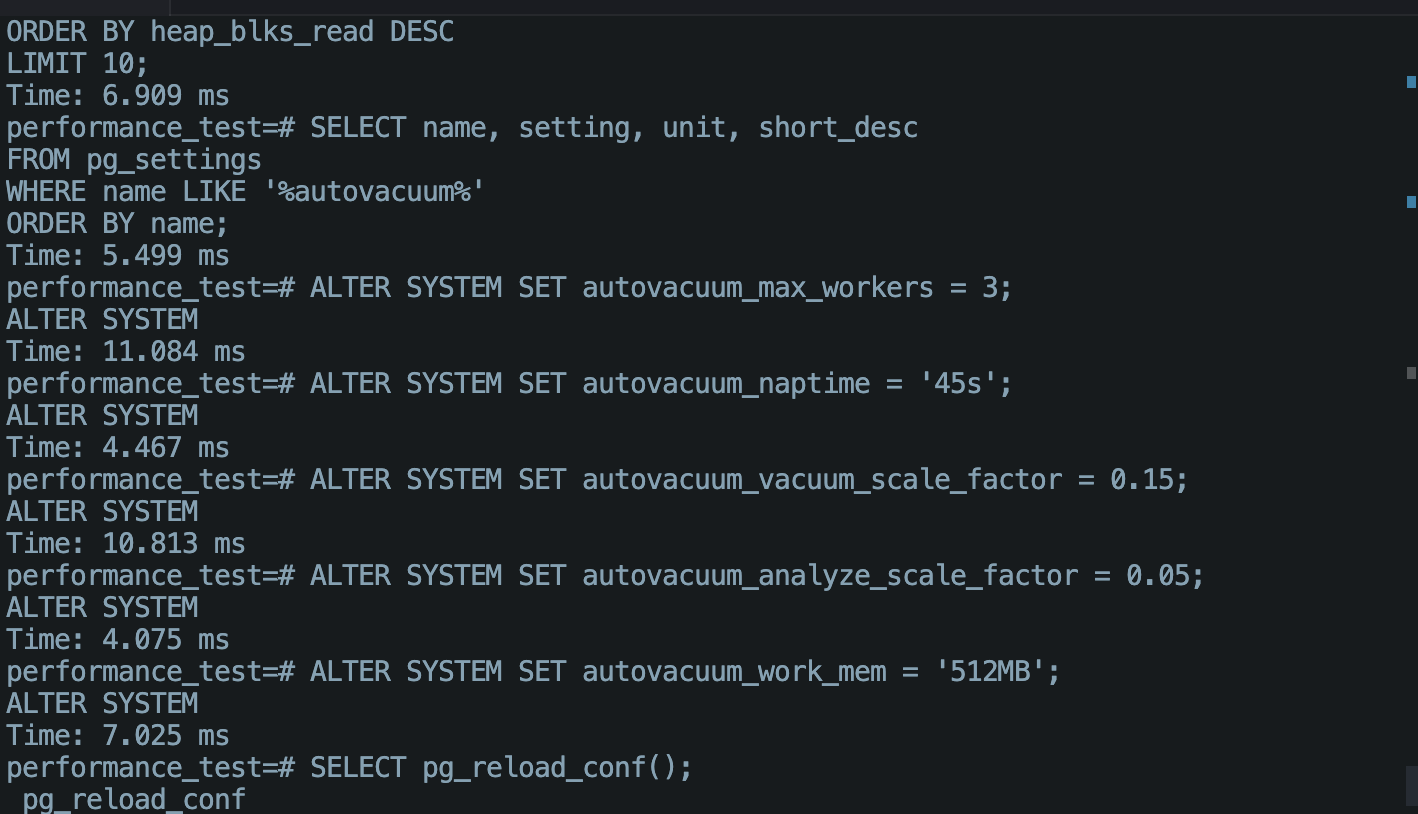 ORDER BY heap_blks_read DESC
LIMIT 10;
Time: 6.909 ms
performance_test=# SELECT name, setting, unit, short_desc
FROM pg_settings
WHERE name LIKE '%autovacuum%'
ORDER BY name;
Time: 5.499 ms
performance_test=# ALTER SYSTEM SET autovacuum_max_workers = 3;
ALTER SYSTEM
Time: 11.084 ms
performance_test=# ALTER SYSTEM SET autovacuum_naptime = '45s';
ALTER SYSTEM
Time: 4.467 ms
performance_test=# ALTER SYSTEM SET autovacuum_vacuum_scale_factor = 0.15;
ALTER SYSTEM
Time: 10.813 ms
performance_test=# ALTER SYSTEM SET autovacuum_analyze_scale_factor = 0.05;
ALTER SYSTEM
Time: 4.075 ms
performance_test=# ALTER SYSTEM SET autovacuum_work_mem = '512MB';
ALTER SYSTEM
Time: 7.025 ms
performance_test=# SELECT pg_reload_conf();
 pg_reload_conf